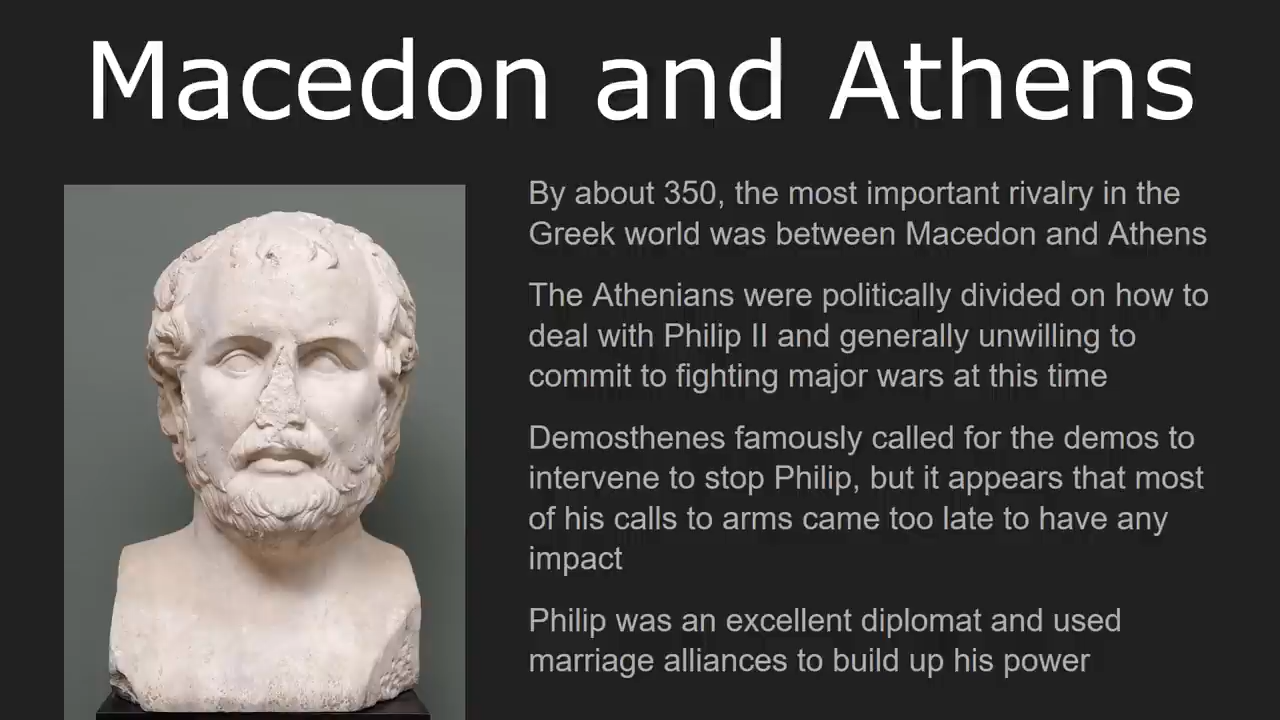 Macedon and Athens
By about 350, the most important rivalry in the
Greek world was between Macedon and Athens
The Athenians were politically divided on how to
deal with Philip II and generally unwilling to
commit to fighting major wars at this time
Demosthenes famously called for the demos to
intervene to stop Philip, but it appears that most
of his calls to arms came too late to have any
impact
Philip was an excellent diplomat and used
marriage alliances to build up his power